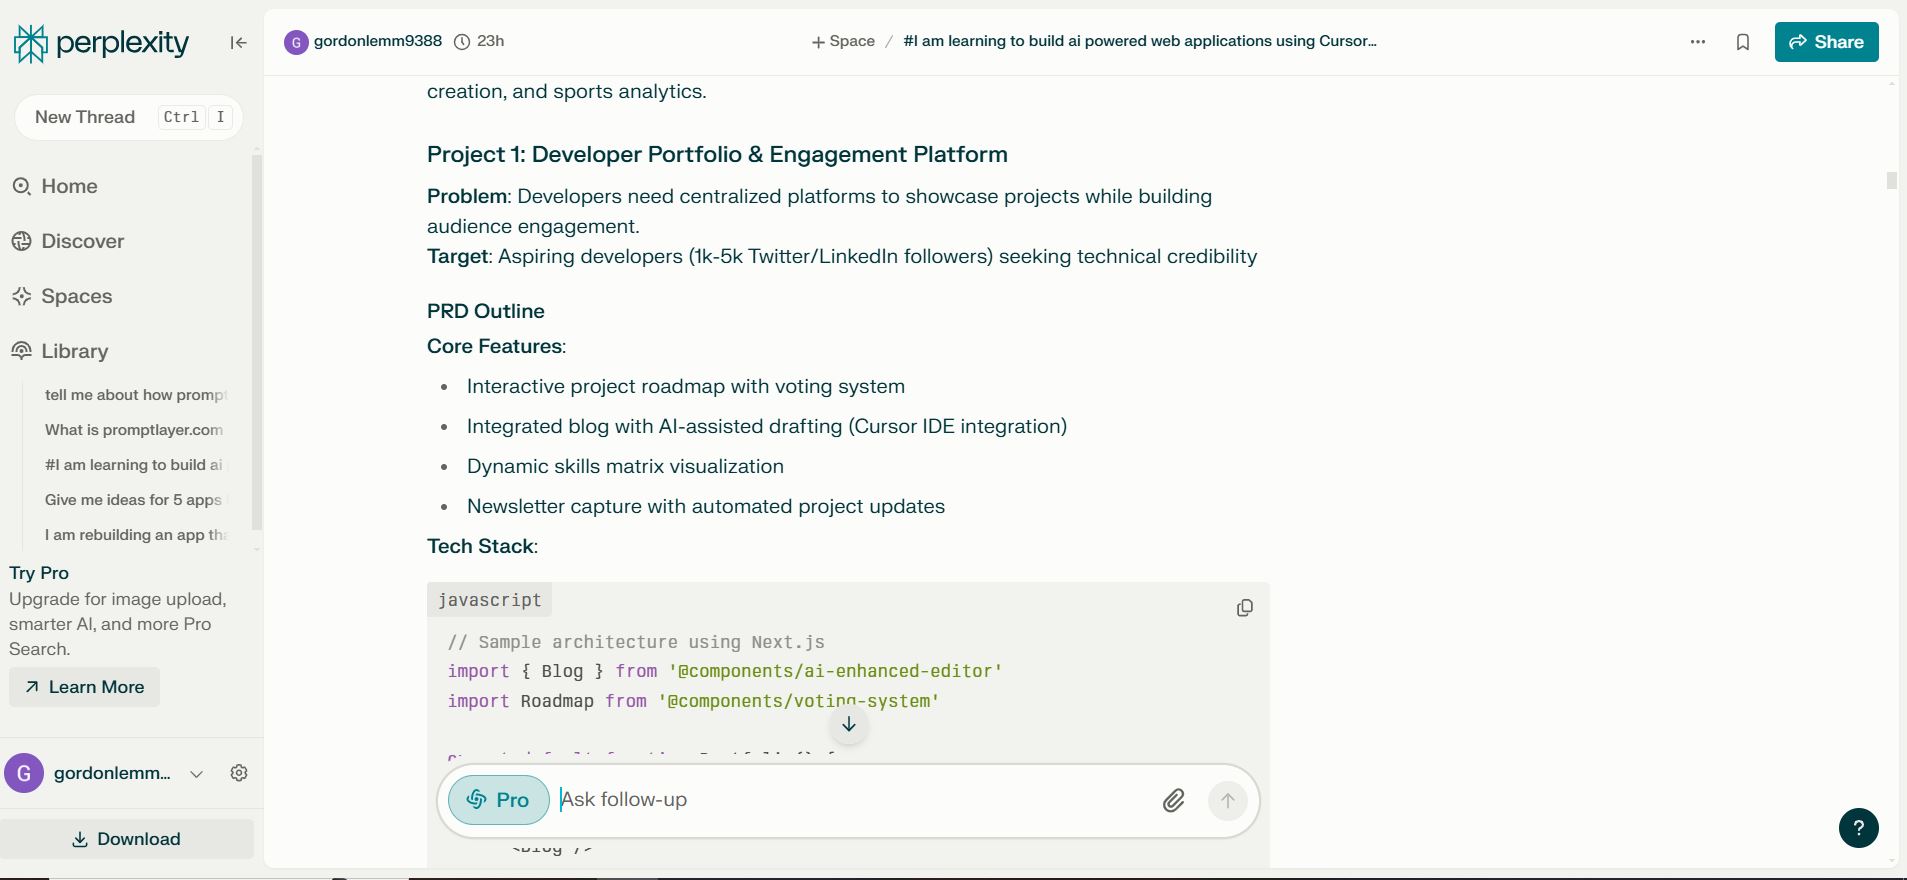 perplexity
New Thread Ctrl I
Home
Discover
Spaces
Library
tell me about how prompt
What is promptlayer.com
#I am learning to build ai
Give me ideas for 5 apps
I am rebuilding an app tha
Try Pro
Upgrade for image upload,
smarter AI, and more Pro
Search.
Learn More
G gordonlemm...
Download
G gordonlemm9388 23h
Space / #I am learning to build ai powered web applications using Cursor...
Share
creation, and sports analytics.
Project 1: Developer Portfolio & Engagement Platform
Problem: Developers need centralized platforms to showcase projects while building
audience engagement.
Target: Aspiring developers (1k-5k Twitter/LinkedIn followers) seeking technical credibility
PRD Outline
Core Features:
• Interactive project roadmap with voting system
• Integrated blog with AI-assisted drafting (Cursor IDE integration)
• Dynamic skills matrix visualization
• Newsletter capture with automated project updates
Tech Stack:
javascript
// Sample architecture using Next.js
import { Blog } from '@components/ai-enhanced-editor'
import Roadmap from '@components/voting-system'
Pro Ask follow-up
<Blog />
?